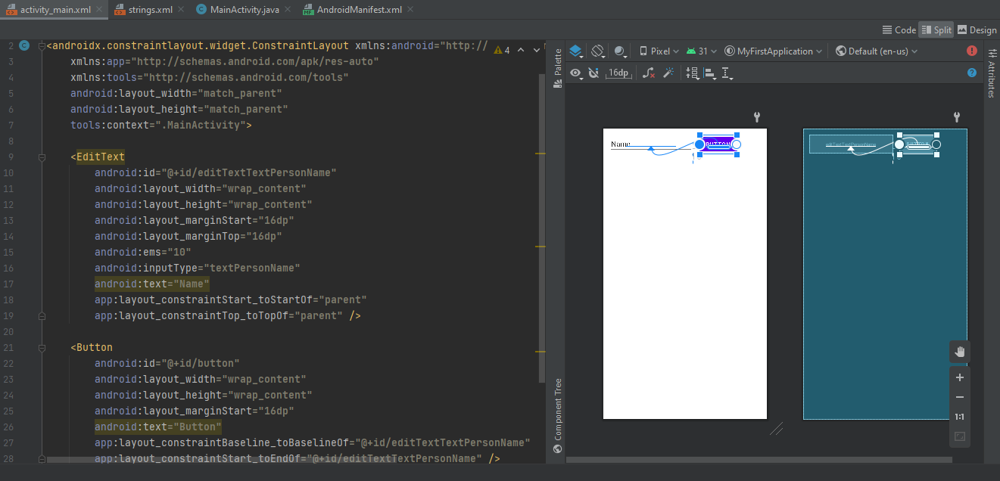 activity_main.xml strings.xml MainActivity.java AndroidManifest.xml
Code Split Design
2 <androidx.constraintlayout.widget.ConstraintLayout xmlns:android="http://
4
3 xmlns:app="http://schemas.android.com/apk/res-auto"
4 xmlns:tools="http://schemas.android.com/tools"
5 android:layout_width="match_parent"
6 android:layout_height="match_parent"
7 tools:context=".MainActivity">
8
9 <EditText
10 android:id="@+id/editTextTextPersonName"
11 android:layout_width="wrap_content"
12 android:layout_height="wrap_content"
13 android:layout_marginStart="16dp"
14 android:layout_marginTop="16dp"
15 android:ems="10"
16 android:inputType="textPersonName"
17 android:text="Name"
18 app:layout_constraintStart_toStartOf="parent"
19 app:layout_constraintTop_toTopOf="parent" />
20
21 <Button
22 android:id="@+id/button"
23 android:layout_width="wrap_content"
24 android:layout_height="wrap_content"
25 android:layout_marginStart="16dp"
26 android:text="Button"
27 app:layout_constraintBaseline_toBaselineOf="@+id/editTextTextPersonName"
28 app:layout_constraintStart_toEndOf="@+id/editTextTextPersonName" />
Palette
Component Tree
Pixel 31 MyFirstApplication Default (en-us)
16dp
Name
BUTTON
editTextTextPersonName
BUTTON
1:1
Attributes